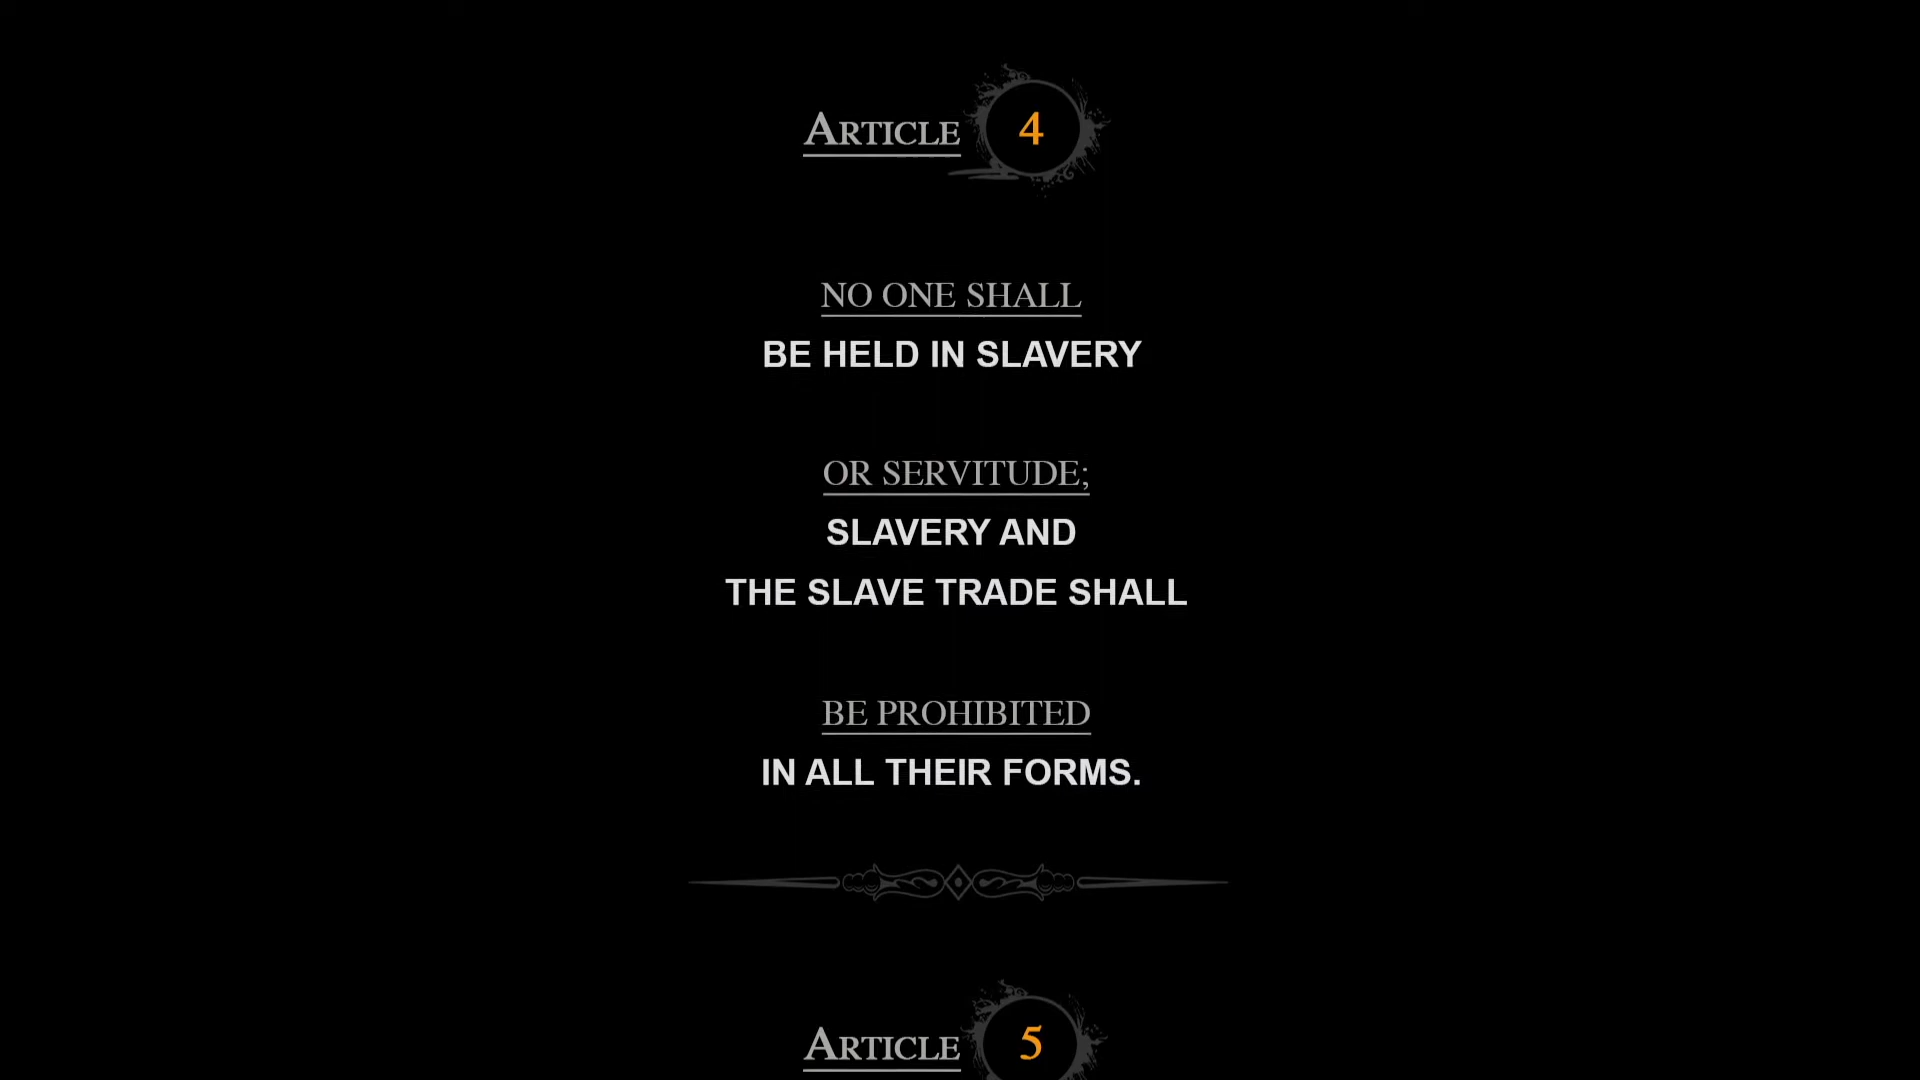 ARTICLE 4
NO ONE SHALL
BE HELD IN SLAVERY
OR SERVITUDE;
SLAVERY AND
THE SLAVE TRADE SHALL
BE PROHIBITED
IN ALL THEIR FORMS.
ARTICLE 5